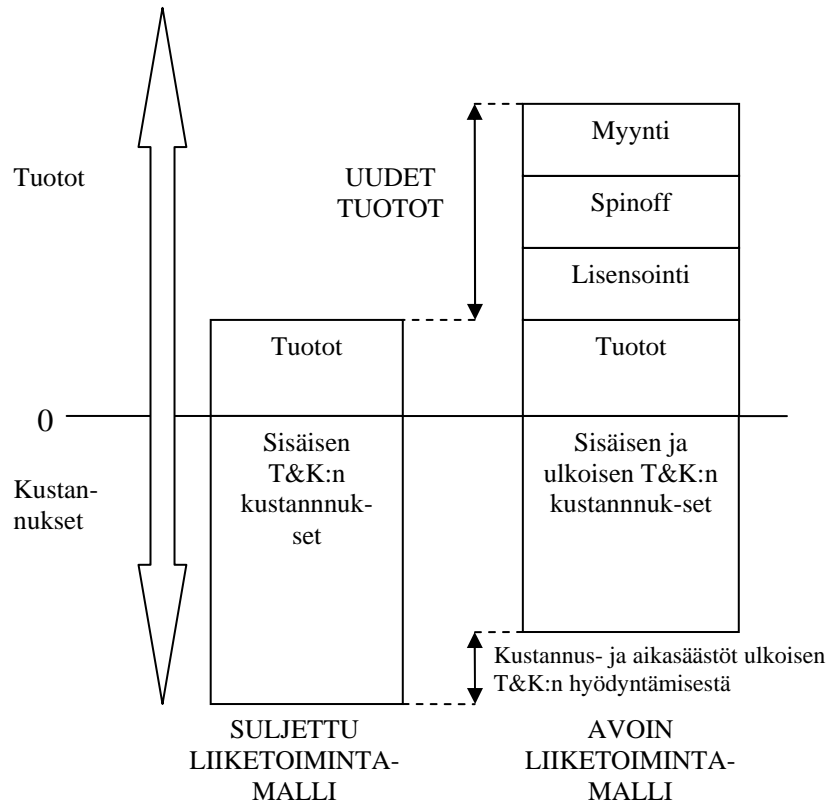 Tuotot
UUDET
TUOTOT
Myynti
Spinoff
Lisensointi
Tuotot
Tuotot
0
Kustan-
nukset
Sisäisen
T&K:n
kustannnuk-
set
Sisäisen ja
ulkoisen T&K:n
kustannnuk-set
Kustannus- ja aikasäästöt ulkoisen
T&K:n hyödyntämisestä
SULJETTU
LIIKETOIMINTA-
MALLI
AVOIN
LIIKETOIMINTA-
MALLI